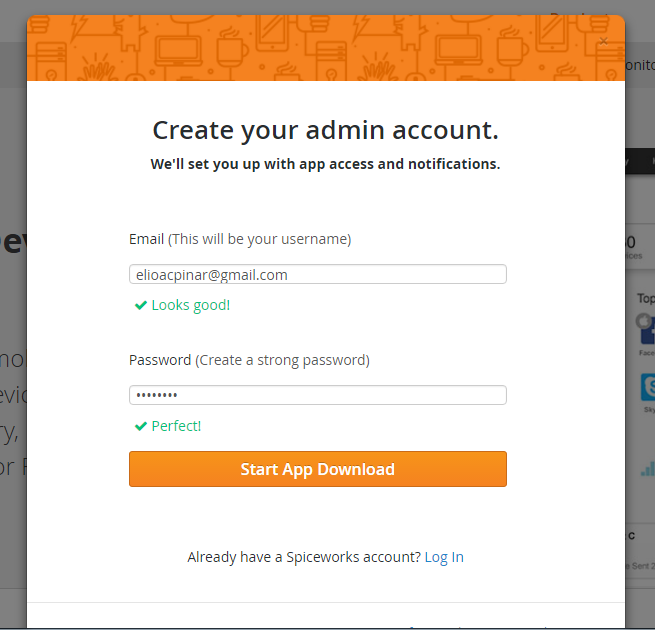 Create your admin account.
We'll set you up with app access and notifications.
Email (This will be your username)
elioacpinar@gmail.com
Looks good!
Password (Create a strong password)
••••••••
Perfect!
Start App Download
Already have a Spiceworks account? Log In
Top